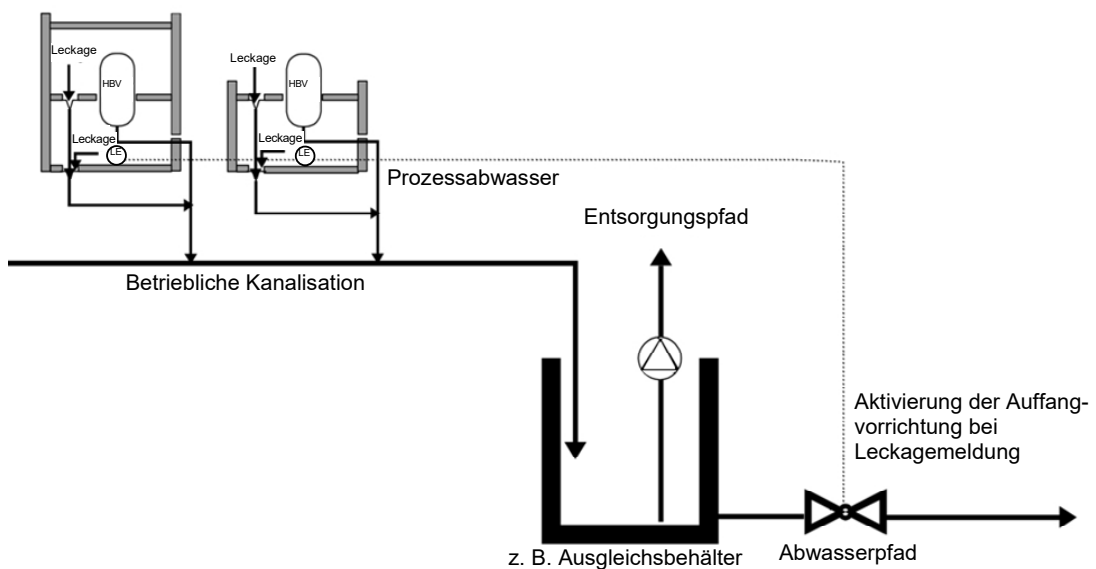 Leckage
HBV
Leckage
LE
Leckage
HBV
Leckage
LE
Prozessabwasser
Entsorgungspfad
Betriebliche Kanalisation
Aktivierung der Auffang-
vorrichtung bei
Leckagemeldung
z. B. Ausgleichsbehälter
Abwasserpfad